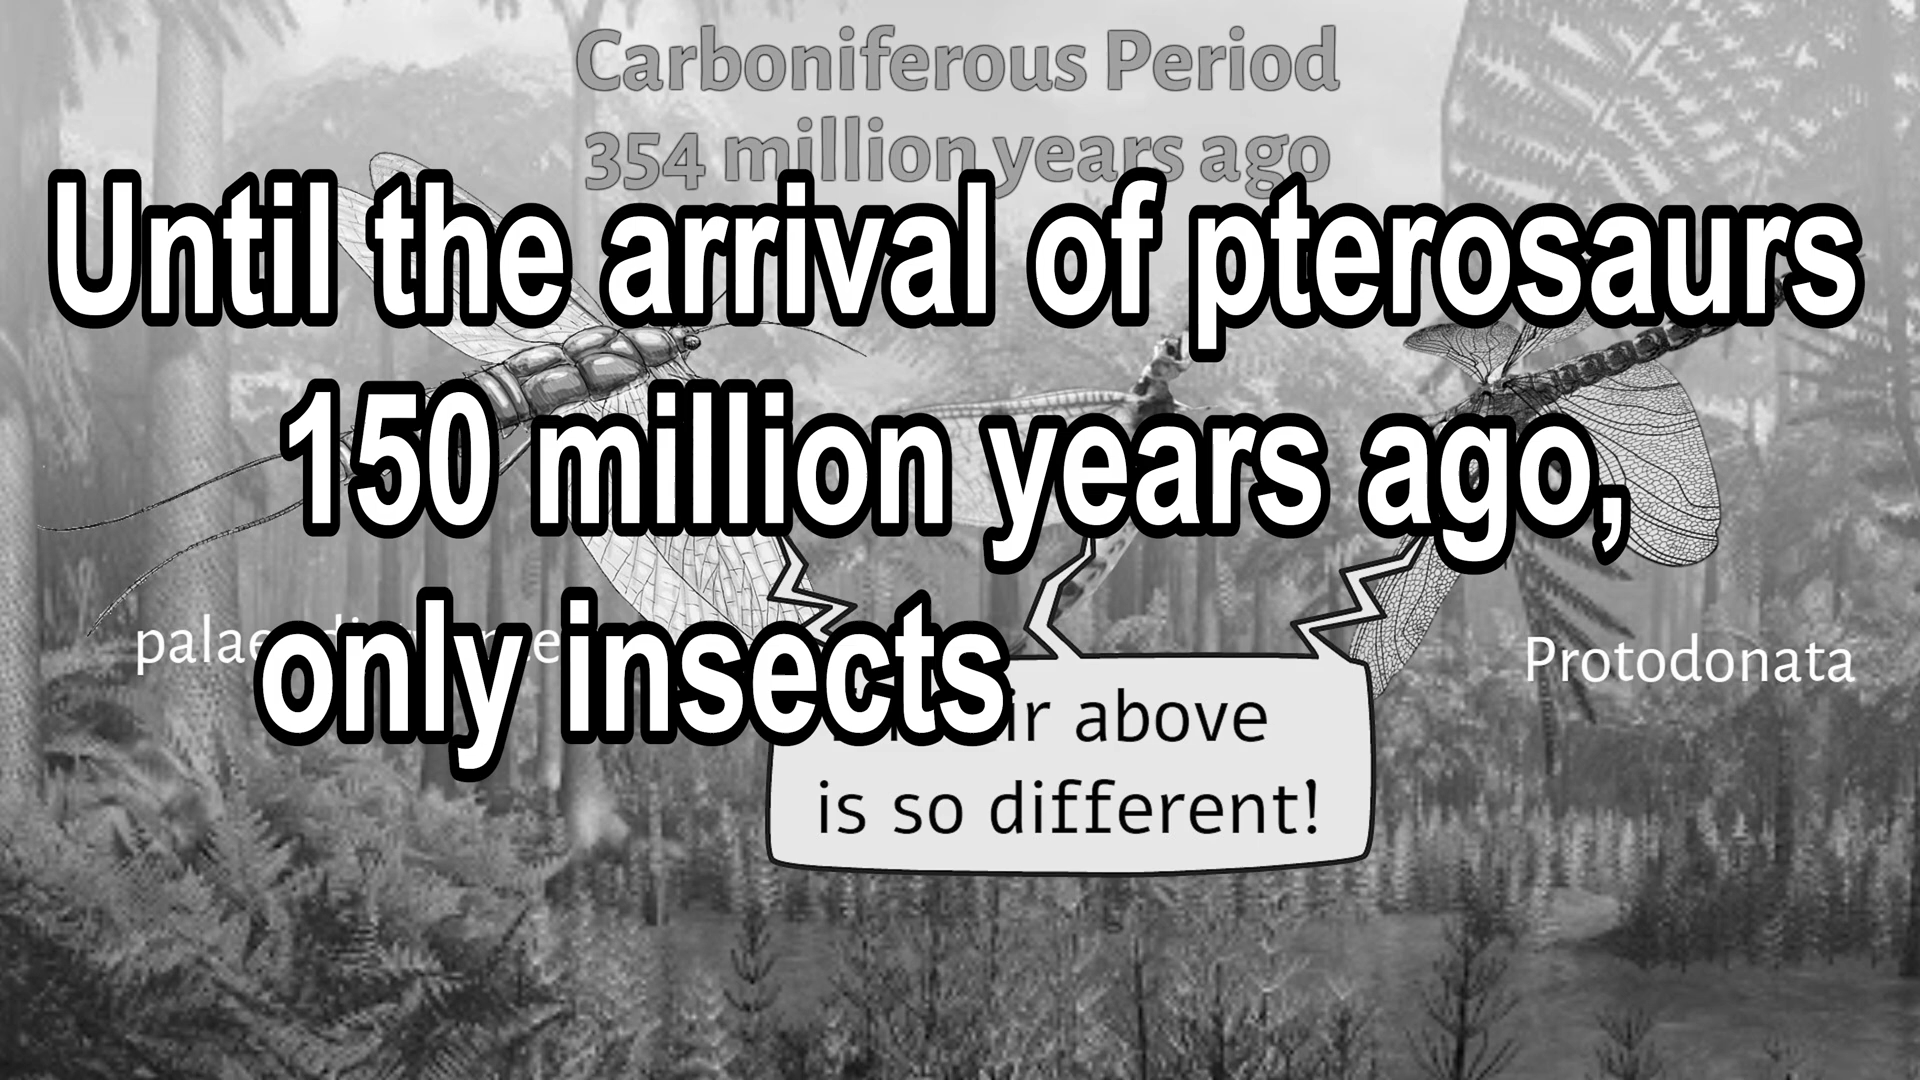 Carboniferous Period
354 million years ago
Until the arrival of pterosaurs
150 million years ago,
only insects
Protodonata
above
is so different!